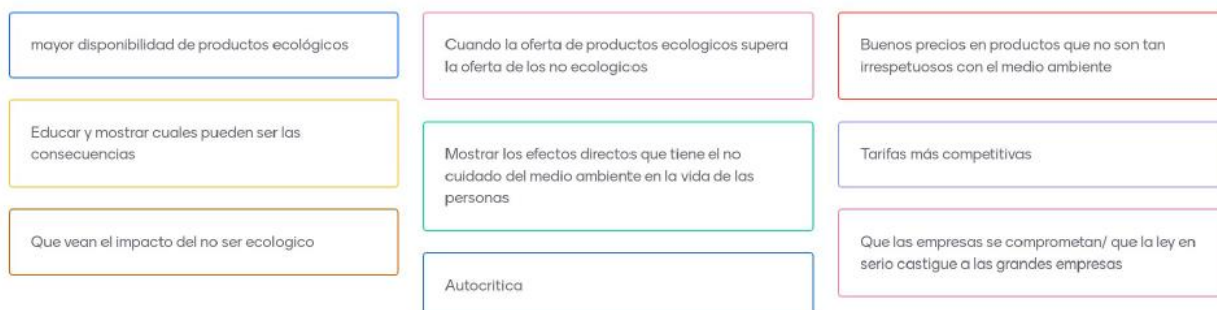 mayor disponibilidad de productos ecológicos
Educar y mostrar cuales pueden ser las
consecuencias
Que vean el impacto del no ser ecologico
Cuando la oferta de productos ecologicos supera
la oferta de los no ecologicos
Mostrar los efectos directos que tiene el no
cuidado del medio ambiente en la vida de las
personas
Autocritica
Buenos precios en productos que no son tan
irrespetuosos con el medio ambiente
Tarifas más competitivas
Que las empresas se comprometan/ que la ley en
serio castigue a las grandes empresas